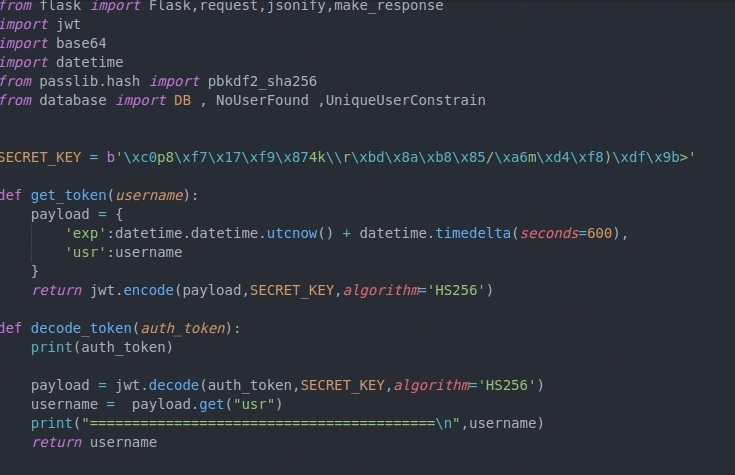 from flask import Flask,request,jsonify,make_response
import jwt
import base64
import datetime
from passlib.hash import pbkdf2_sha256
from database import DB , NoUserFound ,UniqueUserConstrain
SECRET_KEY = b'\xc0p8\xf7\x17\xf9\x874k\\r\xbd\x8a\xb8\x85/\xa6m\xd4\xf8)\xdf\x9b>'
def get_token(username):
    payload = {
        'exp':datetime.datetime.utcnow() + datetime.timedelta(seconds=600),
        'usr':username
    }
    return jwt.encode(payload,SECRET_KEY,algorithm='HS256')
def decode_token(auth_token):
    print(auth_token)
    payload = jwt.decode(auth_token,SECRET_KEY,algorithm='HS256')
    username =  payload.get("usr")
    print("=========================================\n",username)
    return username